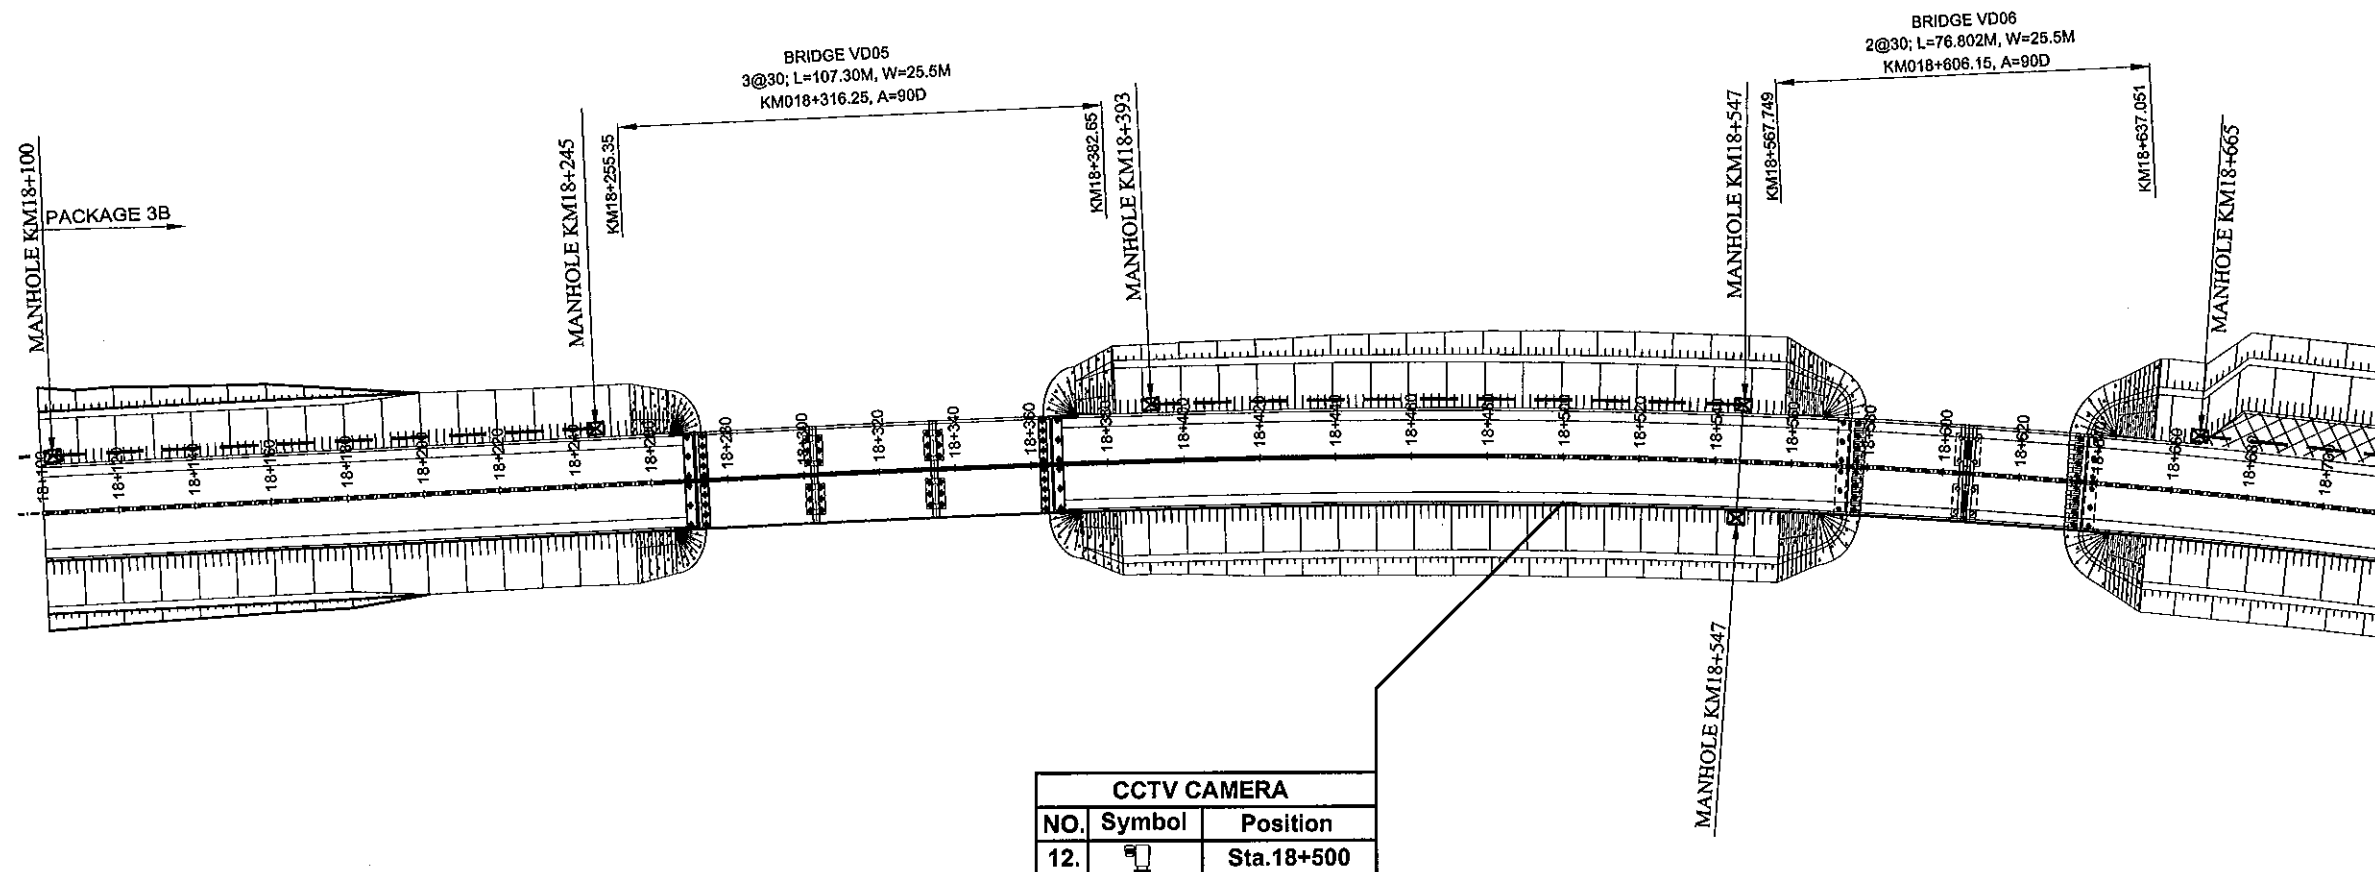 BRIDGE VD05
3@30; L=107.30M, W=25.5M
KM018+316.25, A=90D
BRIDGE VD06
2@30; L=76.802M, W=25.5M
KM018+606.15, A=90D
MANHOLE KM18+100
PACKAGE 3B
MANHOLE KM18+245
KM18+255.35
KM18+382.65
MANHOLE KM18+393
MANHOLE KM18+547
KM18+567.749
KM18+637.051
MANHOLE KM18+665
18+100
18+120
18+140
18+160
18+180
18+200
18+220
18+240
18+260
18+280
18+300
18+320
18+340
18+360
18+380
18+400
18+420
18+440
18+460
18+480
18+500
18+520
18+540
18+560
18+580
18+600
18+620
18+660
18+680
18+700
MANHOLE KM18+547
CCTV CAMERA
NO. Symbol Position
12. Sta.18+500